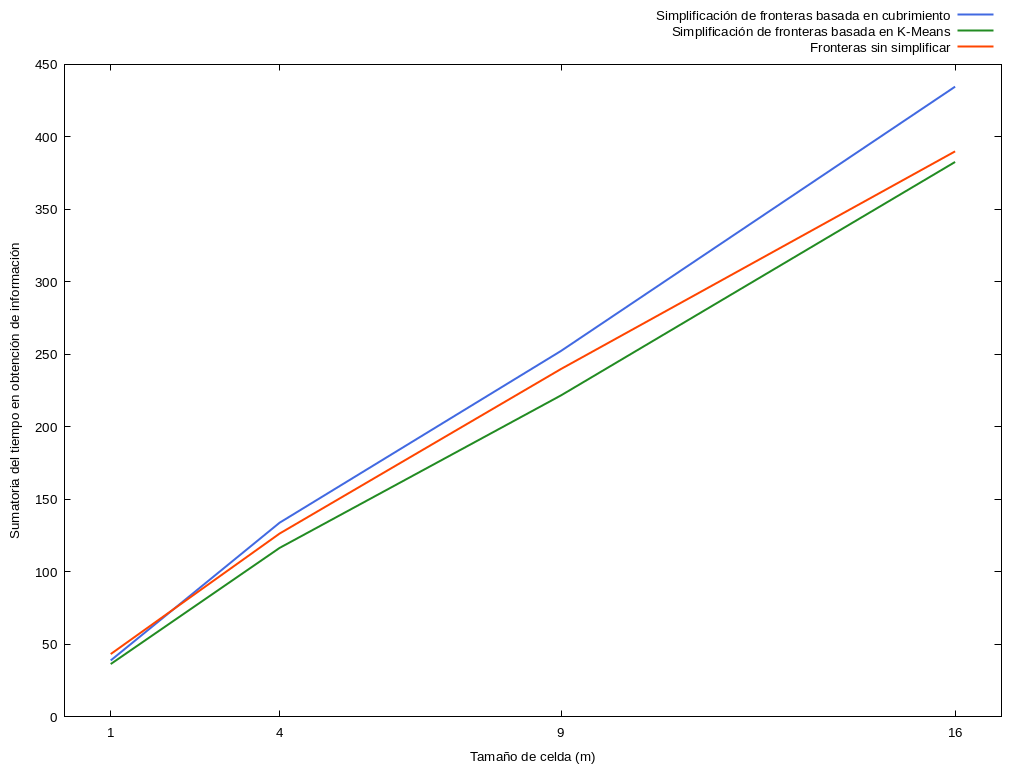 Simplificación de fronteras basada en cubrimiento
Simplificación de fronteras basada en K-Means
Fronteras sin simplificar
450
400
350
300
250
200
150
100
50
0
Sumatoria del tiempo en obtención de información
1 4 9 16
Tamaño de celda (m)